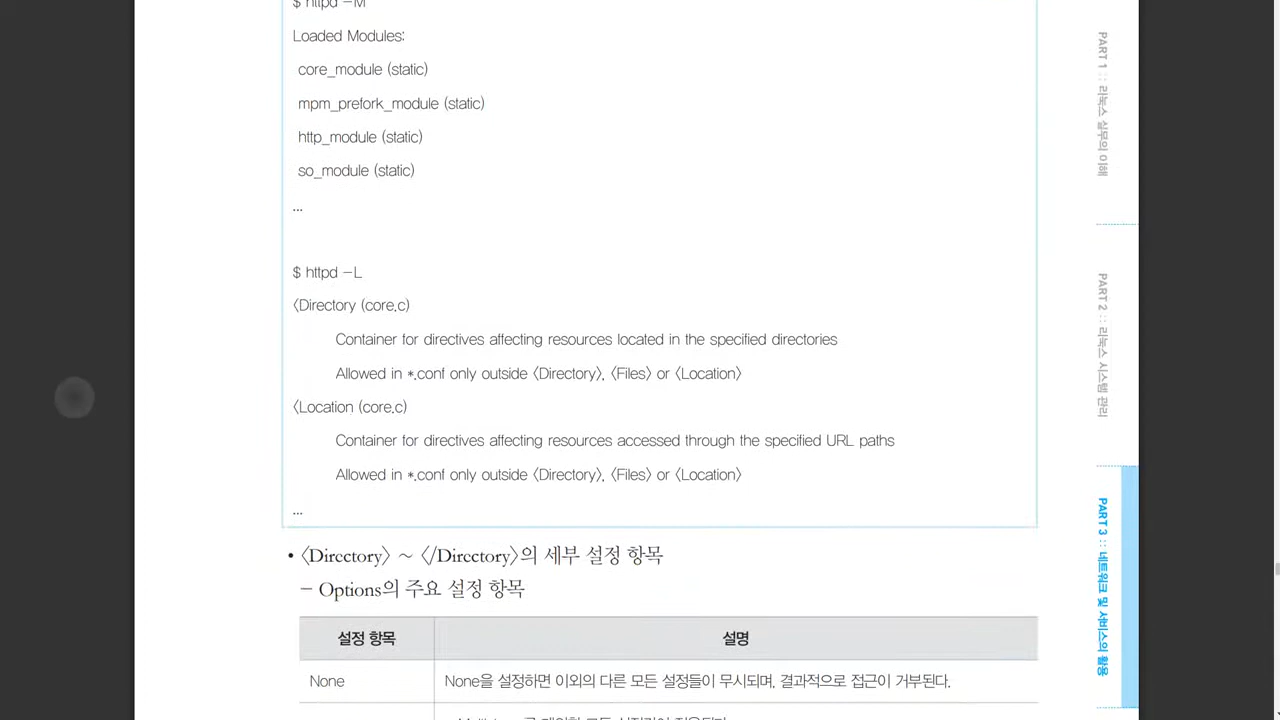 $ httpd -M
Loaded Modules:
core_module (static)
mpm_prefork_module (static)
http_module (static)
so_module (static)
...
$ httpd -L
〈Directory (core.c)
Container for directives affecting resources located in the specified directories
Allowed in *.conf only outside 〈Directory〉, 〈Files〉 or 〈Location〉
〈Location (core.c)
Container for directives affecting resources accessed through the specified URL paths
Allowed in *.conf only outside 〈Directory〉, 〈Files〉 or 〈Location〉
...
• 〈Directory〉 ~ 〈/Directory〉의 세부 설정 항목
- Options의 주요 설정 항목
설정 항목 설명
None None을 설정하면 이외의 다른 모든 설정들이 무시되며, 결과적으로 접근이 거부된다.
PART 1 :: 리눅스 실무의 이해
PART 2 :: 리눅스 시스템 관리
PART 3 :: 네트워크 및 서비스의 활용